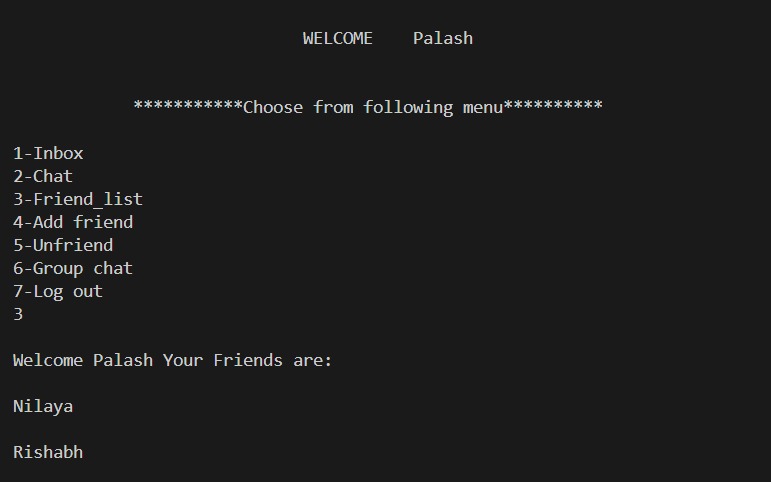 WELCOME    Palash
***********Choose from following menu**********
1-Inbox
2-Chat
3-Friend_list
4-Add friend
5-Unfriend
6-Group chat
7-Log out
3
Welcome Palash Your Friends are:
Nilaya
Rishabh